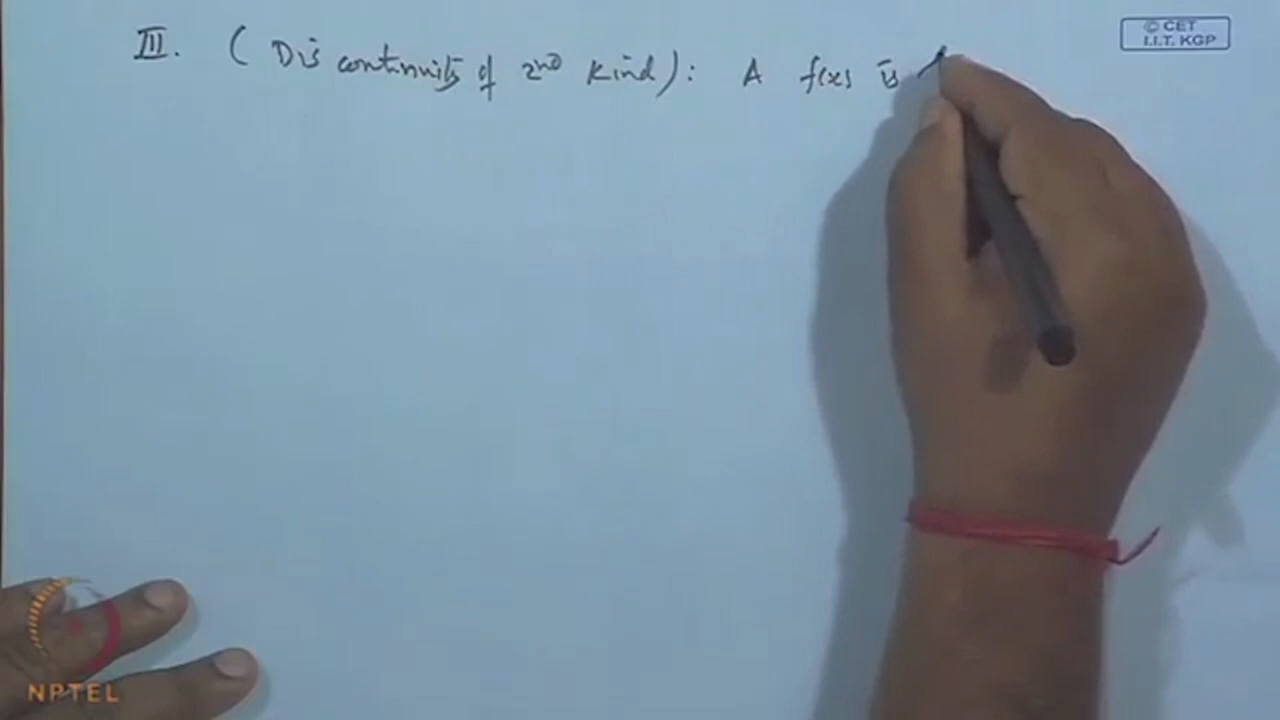 III. (Discontinuity of 2nd Kind): A f(x) is
© CET
I.I.T. KGP
NPTEL